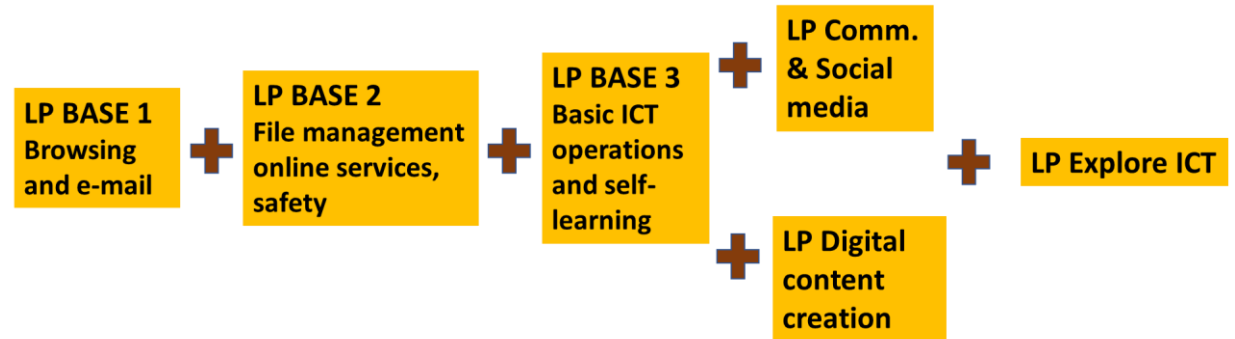 LP BASE 1
Browsing
and e-mail
LP BASE 2
File management
online services,
safety
LP BASE 3
Basic ICT
operations
and self-
learning
LP Comm.
& Social
media
LP Digital
content
creation
LP Explore ICT